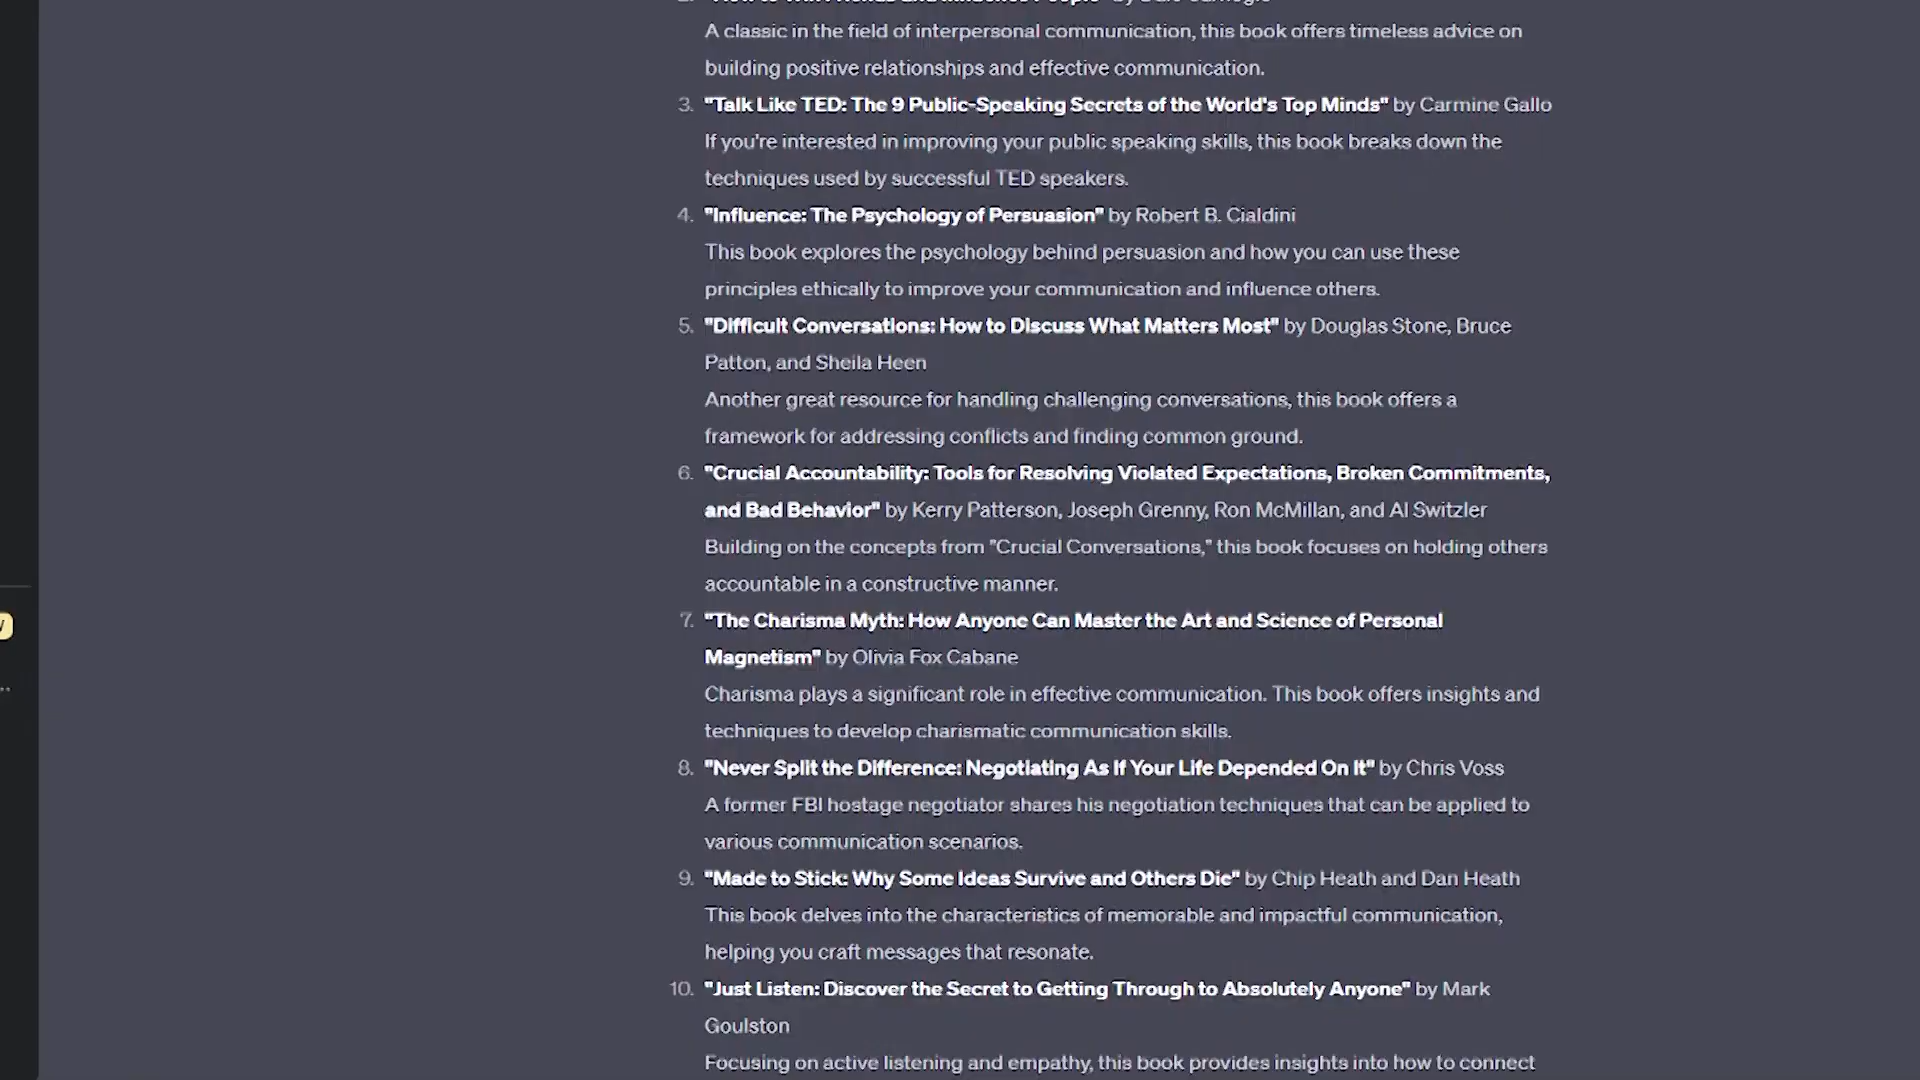 A classic in the field of interpersonal communication, this book offers timeless advice on
building positive relationships and effective communication.
3. "Talk Like TED: The 9 Public-Speaking Secrets of the World's Top Minds" by Carmine Gallo
If you're interested in improving your public speaking skills, this book breaks down the
techniques used by successful TED speakers.
4. "Influence: The Psychology of Persuasion" by Robert B. Cialdini
This book explores the psychology behind persuasion and how you can use these
principles ethically to improve your communication and influence others.
5. "Difficult Conversations: How to Discuss What Matters Most" by Douglas Stone, Bruce
Patton, and Sheila Heen
Another great resource for handling challenging conversations, this book offers a
framework for addressing conflicts and finding common ground.
6. "Crucial Accountability: Tools for Resolving Violated Expectations, Broken Commitments,
and Bad Behavior" by Kerry Patterson, Joseph Grenny, Ron McMillan, and Al Switzler
Building on the concepts from "Crucial Conversations," this book focuses on holding others
accountable in a constructive manner.
7. "The Charisma Myth: How Anyone Can Master the Art and Science of Personal
Magnetism" by Olivia Fox Cabane
Charisma plays a significant role in effective communication. This book offers insights and
techniques to develop charismatic communication skills.
8. "Never Split the Difference: Negotiating As If Your Life Depended On It" by Chris Voss
A former FBI hostage negotiator shares his negotiation techniques that can be applied to
various communication scenarios.
9. "Made to Stick: Why Some Ideas Survive and Others Die" by Chip Heath and Dan Heath
This book delves into the characteristics of memorable and impactful communication,
helping you craft messages that resonate.
10. "Just Listen: Discover the Secret to Getting Through to Absolutely Anyone" by Mark
Goulston
Focusing on active listening and empathy, this book provides insights into how to connect